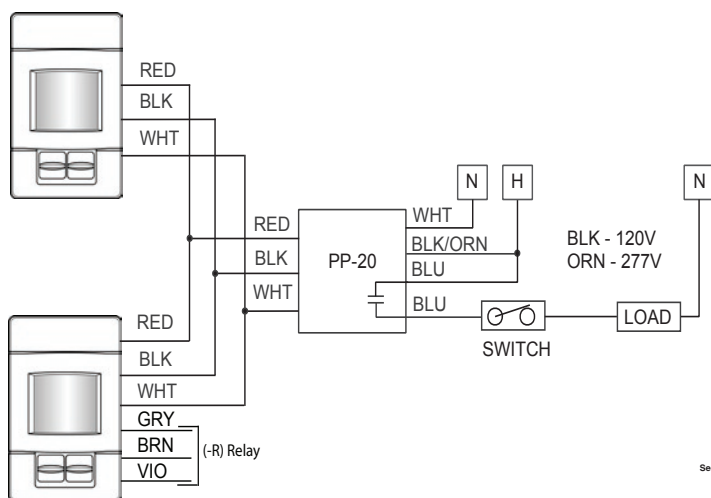 RED
BLK
WHT
N
H
N
RED
BLK
WHT
PP-20
WHT
BLK/ORN
BLU
BLU
BLK - 120V
ORN - 277V
SWITCH
LOAD
RED
BLK
WHT
GRY
BRN
VIO
(-R) Relay
Se